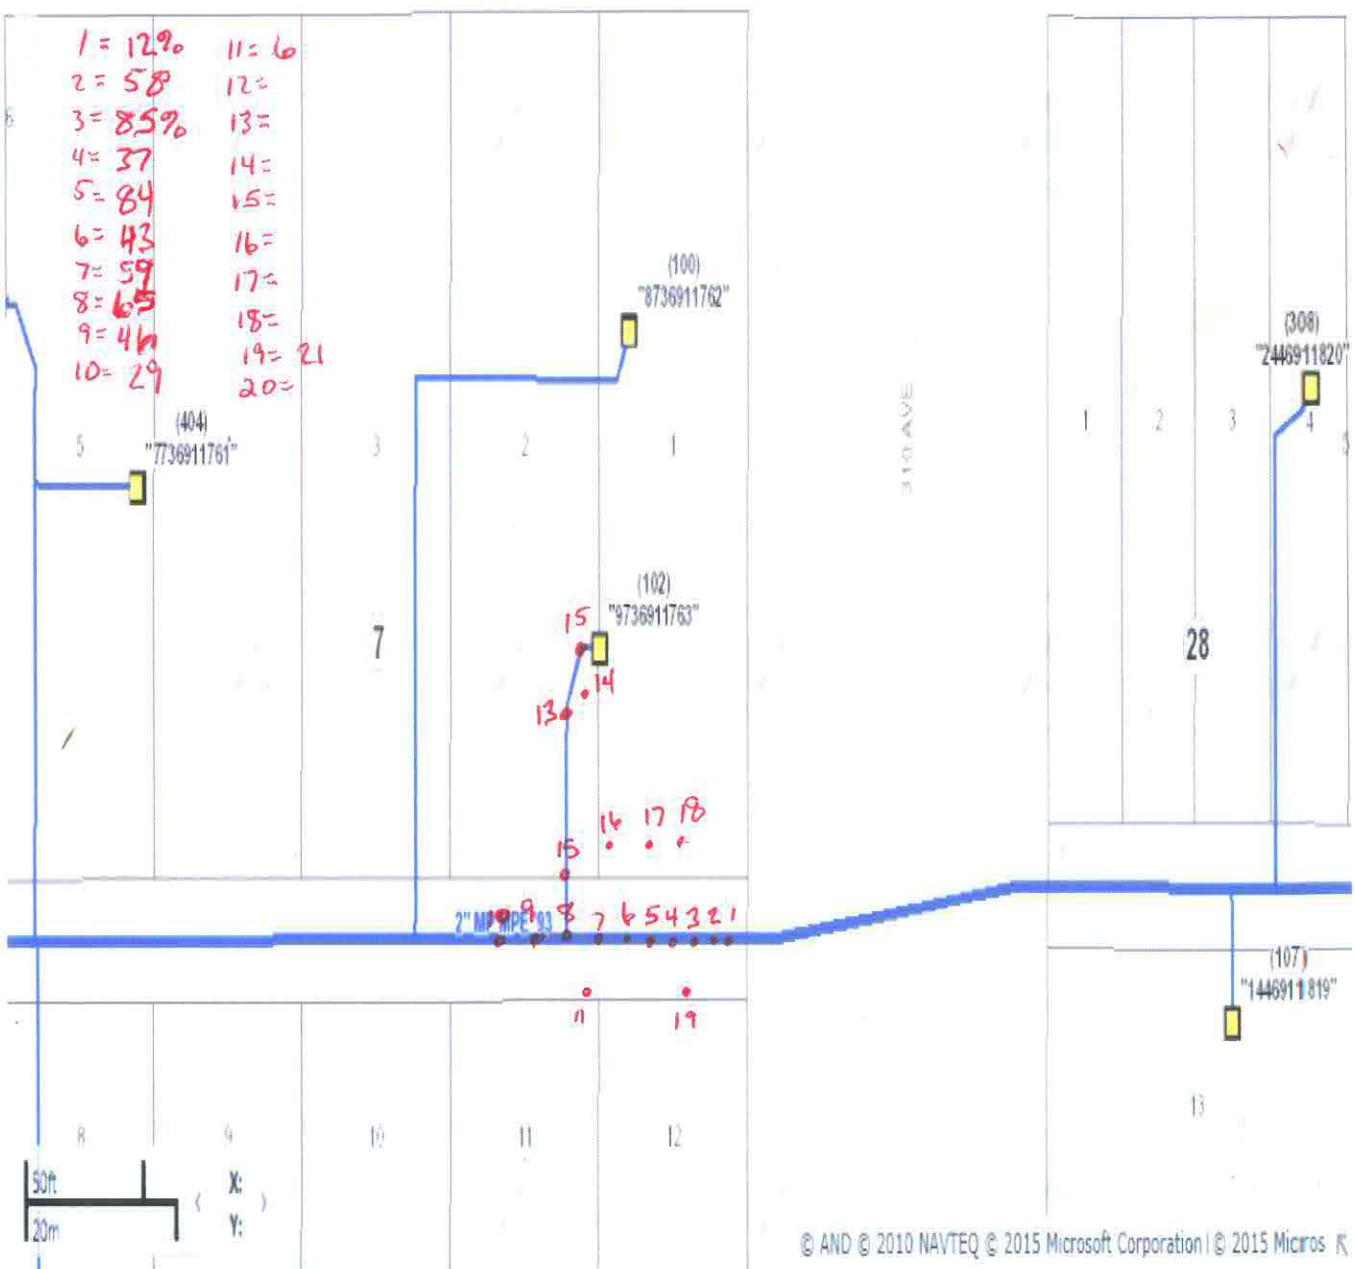 1 = 12% 11 = 6
2 = 58 12 =
3 = 85% 13 =
4 = 37 14 =
5 = 84 15 =
6 = 43 16 =
7 = 59 17 =
8 = 65 18 =
9 = 46 19 = 21
10 = 29 20 =
(100)
"8736911762"
(308)
"2446911820"
(404)
"7736911761"
5 3 2 1
310 AVE
1 2 3 4 5
(102)
"9736911763"
7
28
15
14
13
16 17 18
15
9 8 7 6 5 4 3 2 1
2" MP MPE '93
11 19
(107)
"1446911819"
8 9 10 11 12
13
50ft
20m
X:
Y:
© AND © 2010 NAVTEQ © 2015 Microsoft Corporation | © 2015 Micros